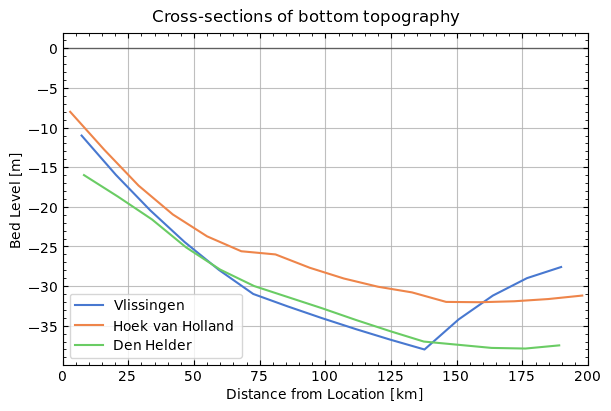 Cross-sections of bottom topography
0
−5
−10
−15
−20
−25
−30
−35
Bed Level [m]
Vlissingen
Hoek van Holland
Den Helder
0 25 50 75 100 125 150 175 200
Distance from Location [km]